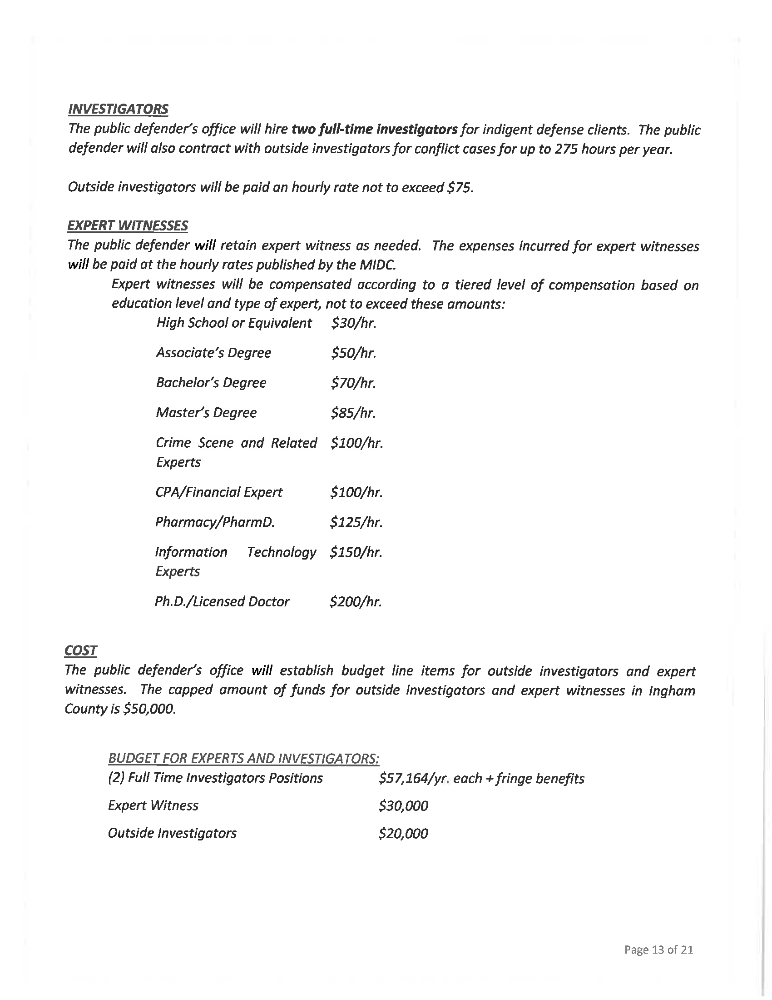 INVESTIGATORS
The public defender's office will hire two full-time investigators for indigent defense clients. The public
defender will also contract with outside investigators for conflict cases for up to 275 hours per year.
Outside investigators will be paid an hourly rate not to exceed $75.
EXPERT WITNESSES
The public defender will retain expert witness as needed. The expenses incurred for expert witnesses
will be paid at the hourly rates published by the MIDC.
Expert witnesses will be compensated according to a tiered level of compensation based on
education level and type of expert, not to exceed these amounts:
High School or Equivalent $30/hr.
Associate's Degree $50/hr.
Bachelor's Degree $70/hr.
Master's Degree $85/hr.
Crime Scene and Related $100/hr.
Experts
CPA/Financial Expert $100/hr.
Pharmacy/PharmD. $125/hr.
Information Technology $150/hr.
Experts
Ph.D./Licensed Doctor $200/hr.
COST
The public defender's office will establish budget line items for outside investigators and expert
witnesses. The capped amount of funds for outside investigators and expert witnesses in Ingham
County is $50,000.
BUDGET FOR EXPERTS AND INVESTIGATORS:
(2) Full Time Investigators Positions $57,164/yr. each + fringe benefits
Expert Witness $30,000
Outside Investigators $20,000
Page 13 of 21